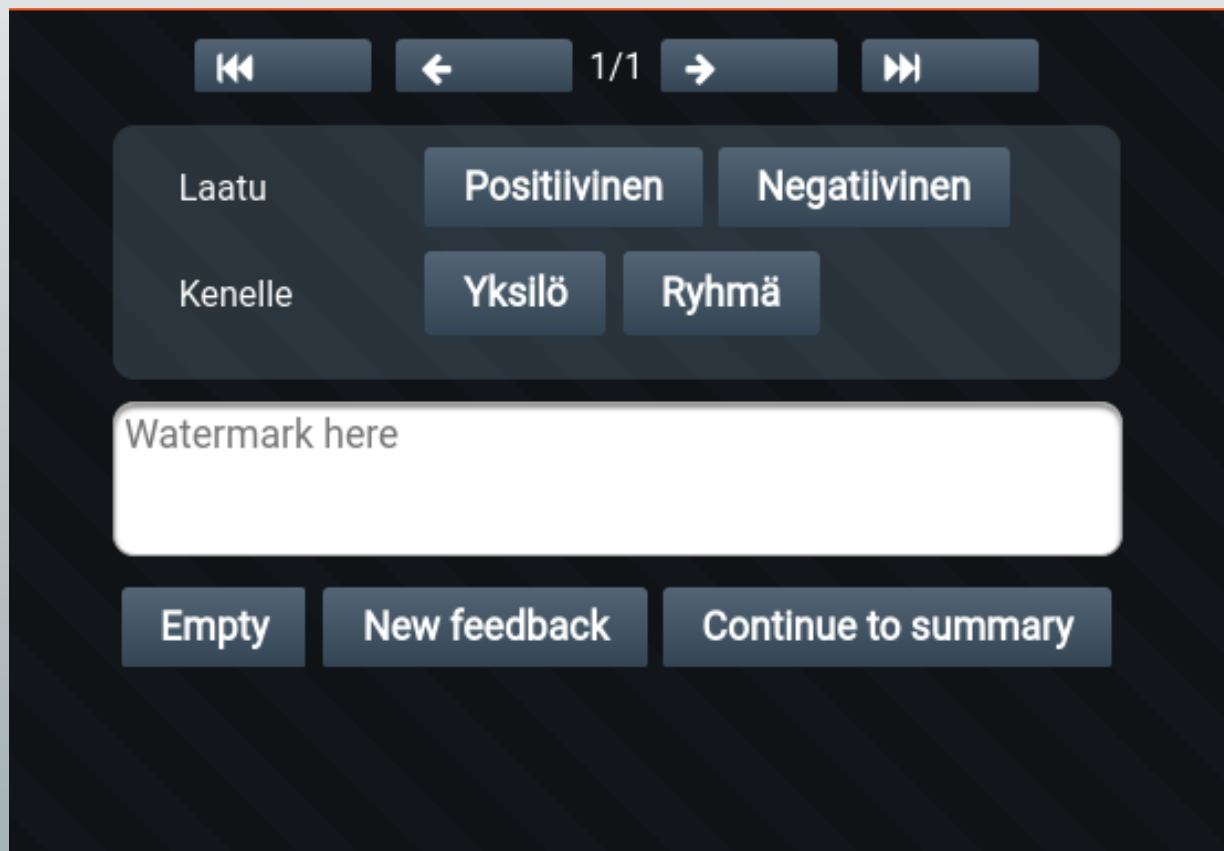 1/1
Laatu Positiivinen Negatiivinen
Kenelle Yksilö Ryhmä
Watermark here
Empty New feedback Continue to summary